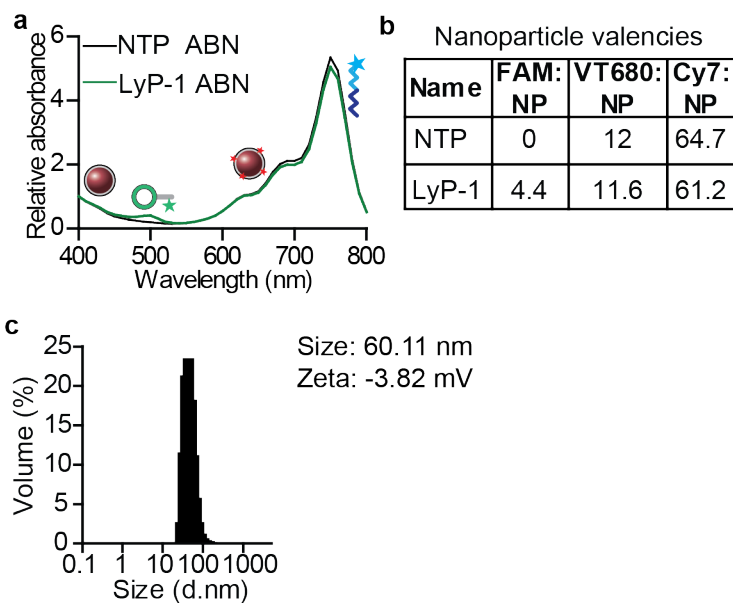 a
NTP ABN
LyP-1 ABN
Relative absorbance
6
4
2
0
400 500 600 700 800
Wavelength (nm)
b
Nanoparticle valencies
Name FAM: NP VT680: NP Cy7: NP
NTP 0 12 64.7
LyP-1 4.4 11.6 61.2
c
Size: 60.11 nm
Zeta: -3.82 mV
Volume (%)
25
20
15
10
5
0
0.1 1 10 100 1000
Size (d.nm)